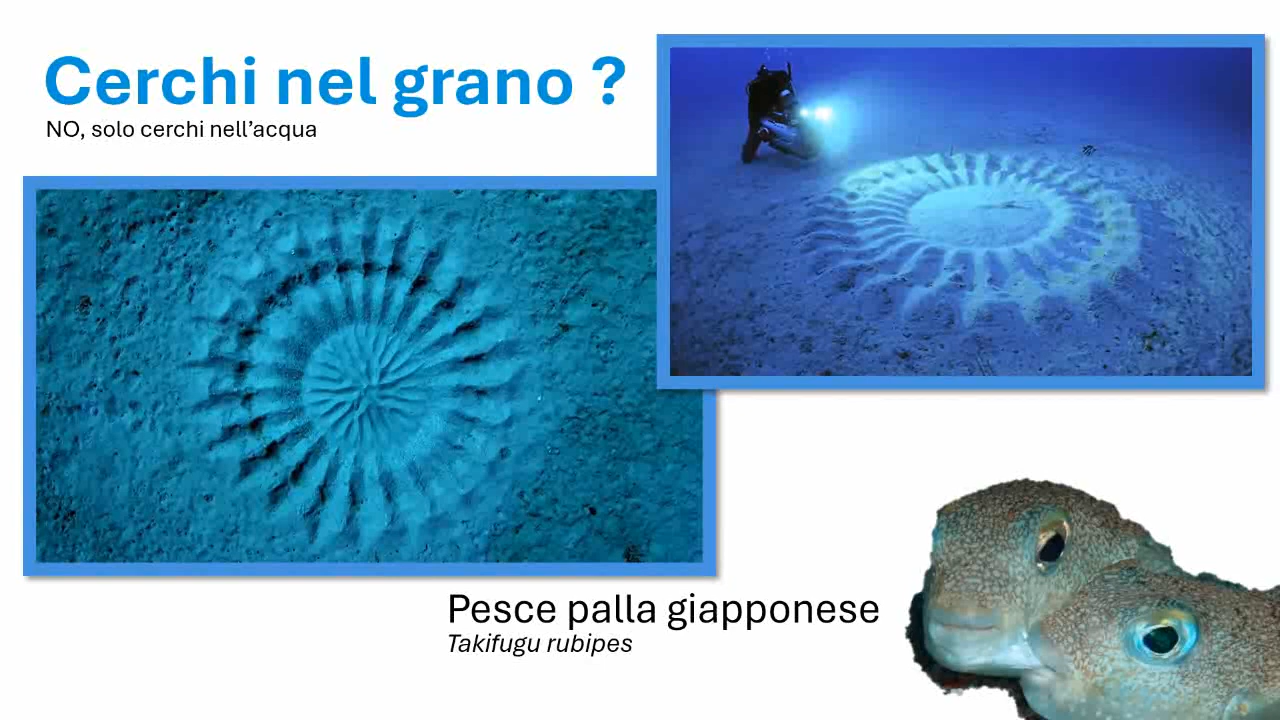 Cerchi nel grano ?
NO, solo cerchi nell’acqua
Pesce palla giapponese
Takifugu rubipes